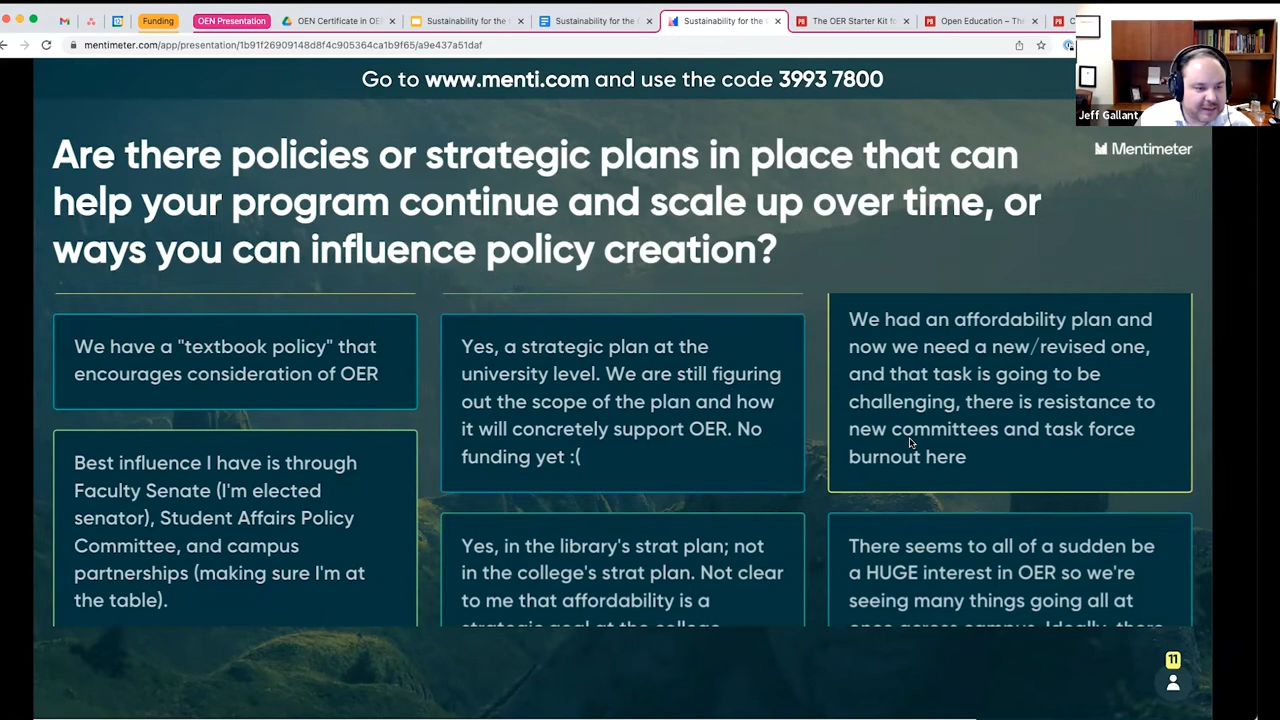 Funding
OEN Presentation
OEN Certificate in OE
Sustainability for the
Sustainability for the
Sustainability for the
The OER Starter Kit fo
Open Education – The
mentimeter.com/app/presentation/1b91f26909148d8f4c905364ca1b9f65/a9e437a51daf
Jeff Gallant
Go to www.menti.com and use the code 3993 7800
Mentimeter
Are there policies or strategic plans in place that can
help your program continue and scale up over time, or
ways you can influence policy creation?
We have a "textbook policy" that
encourages consideration of OER
Best influence I have is through
Faculty Senate (I'm elected
senator), Student Affairs Policy
Committee, and campus
partnerships (making sure I'm at
the table).
Yes, a strategic plan at the
university level. We are still figuring
out the scope of the plan and how
it will concretely support OER. No
funding yet :(
Yes, in the library's strat plan; not
in the college's strat plan. Not clear
to me that affordability is a
strategic goal at the college
We had an affordability plan and
now we need a new/revised one,
and that task is going to be
challenging, there is resistance to
new committees and task force
burnout here
There seems to all of a sudden be
a HUGE interest in OER so we're
seeing many things going all at
once across campus. Ideally, there
11